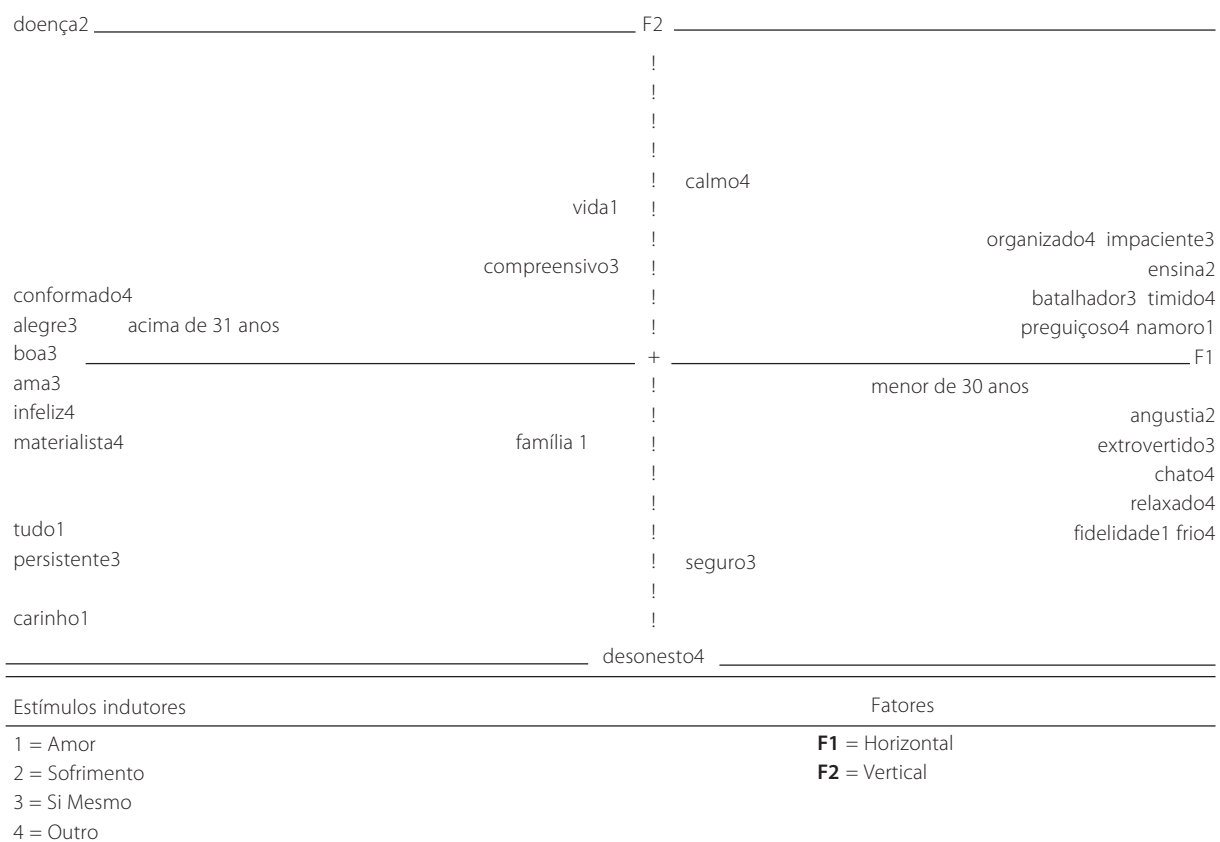 doença2 F2
!
!
!
!
! calmo4
vida1 !
! organizado4 impaciente3
compreensivo3 ! ensina2
conformado4 ! batalhador3 timido4
alegre3 acima de 31 anos ! preguiçoso4 namoro1
boa3 + F1
ama3 ! menor de 30 anos
infeliz4 ! angustia2
materialista4 família 1 ! extrovertido3
! chato4
! relaxado4
tudo1 ! fidelidade1 frio4
persistente3 ! seguro3
!
carinho1 !
desonesto4
Estímulos indutores Fatores
1 = Amor F1 = Horizontal
2 = Sofrimento F2 = Vertical
3 = Si Mesmo
4 = Outro